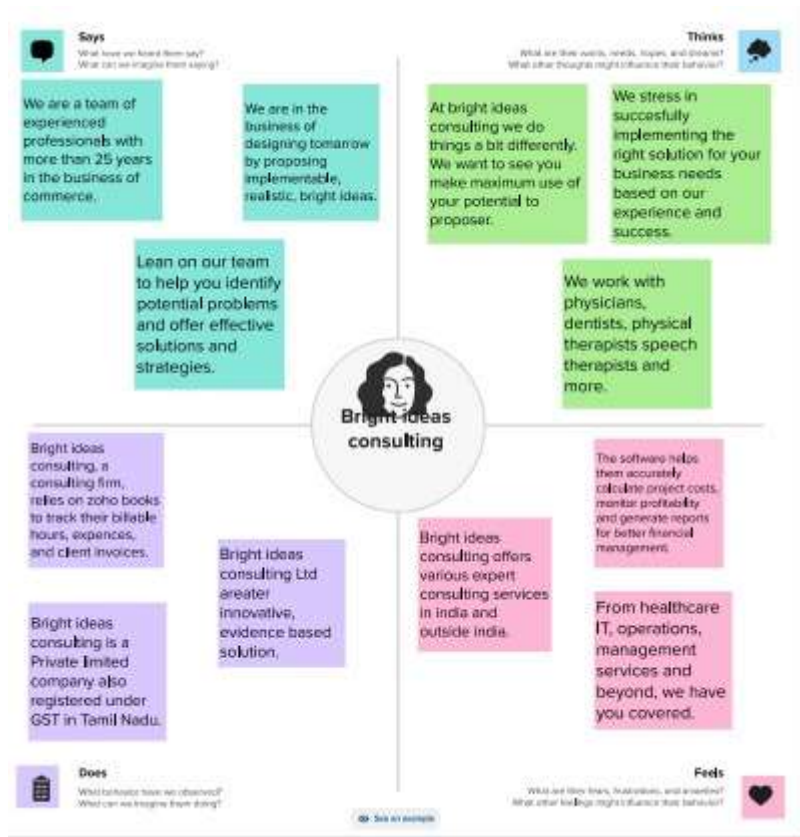 Says
What have we heard them say?
What can we imagine them saying?
We are a team of
experienced
professionals with
more than 25 years
in the business of
commerce.
We are in the
business of
designing tomarrow
by proposing
implementable,
realistic, bright ideas.
Lean on our team
to help you identify
potential problems
and offer effective
solutions and
strategies.
Thinks
What are their wants, needs, hopes, and dreams?
What other thoughts might influence their behavior?
At bright ideas
consulting we do
things a bit differently.
We want to see you
make maximum use of
your potential to
proposer.
We stress in
succesfully
implementing the
right solution for your
business needs
based on our
experience and
success.
We work with
physicians,
dentists, physical
therapists speech
therapists and
more.
Bright ideas
consulting
Bright ideas
consulting, a
consulting firm,
relies on zoho books
to track their billable
hours, expences,
and client invoices.
Bright ideas
consulting Ltd
areater
innovative,
evidence based
solution.
Bright ideas
consulting is a
Private limited
company also
registered under
GST in Tamil Nadu.
Does
What behavior have we observed?
What can we imagine them doing?
The software helps
them accurately
calculate project costs,
monitor profitability
and generate reports
for better financial
management.
Bright ideas
consulting offers
various expert
consulting services
in india and
outside india.
From healthcare
IT, operations,
management
services and
beyond, we have
you covered.
Feels
What are their fears, frustrations, and anxieties?
What other feelings might influence their behavior?
See an example